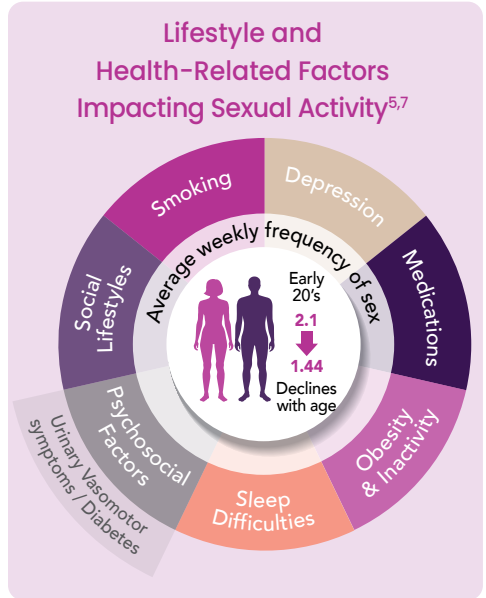 Lifestyle and
Health-Related Factors
Impacting Sexual Activity5,7
Smoking
Depression
Medications
Obesity
& Inactivity
Sleep
Difficulties
Psychosocial
Factors
Urinary Vasomotor
symptoms / Diabetes
Social
Lifestyles
Average weekly frequency of sex
Early
20's
2.1
1.44
Declines
with age